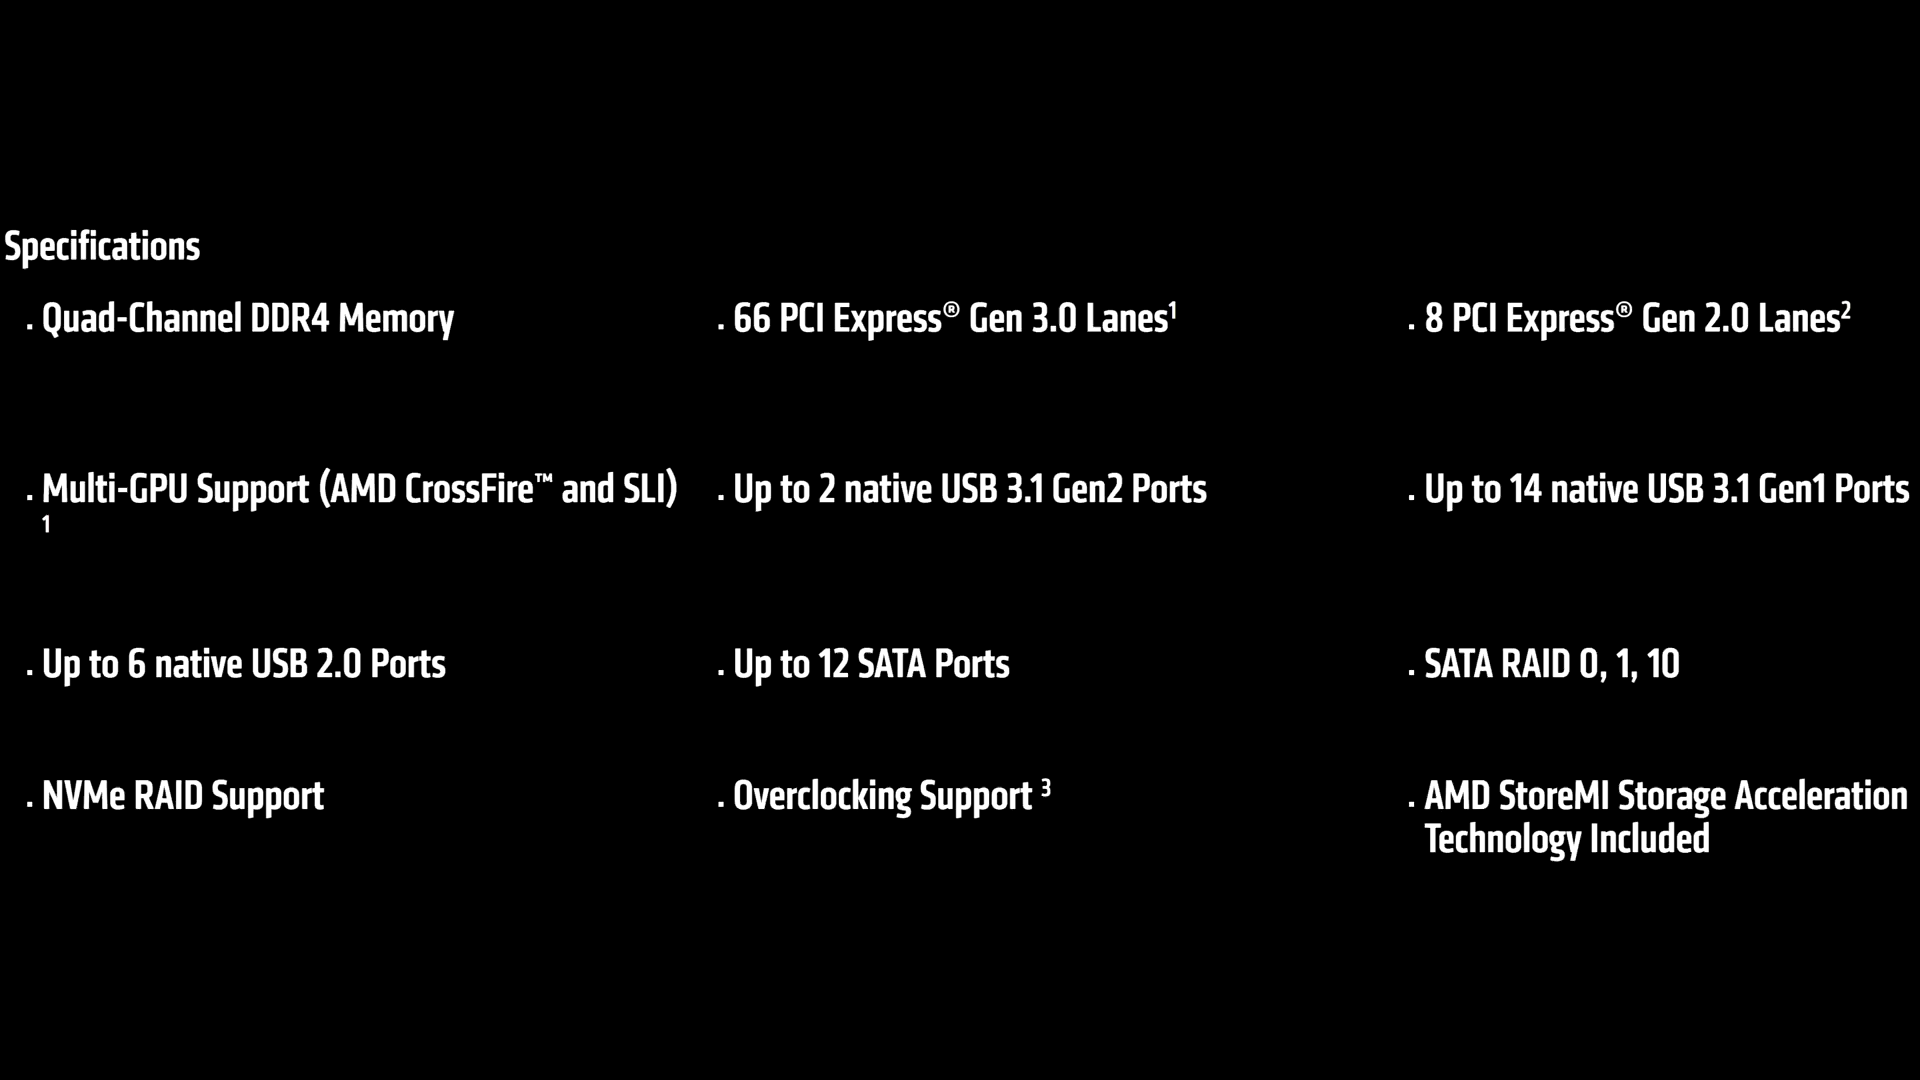 Specifications
. Quad-Channel DDR4 Memory
. 66 PCI Express® Gen 3.0 Lanes¹
. 8 PCI Express® Gen 2.0 Lanes²
. Multi-GPU Support (AMD CrossFire™ and SLI)
1
. Up to 2 native USB 3.1 Gen2 Ports
. Up to 14 native USB 3.1 Gen1 Ports
. Up to 6 native USB 2.0 Ports
. Up to 12 SATA Ports
. SATA RAID 0, 1, 10
. NVMe RAID Support
. Overclocking Support ³
. AMD StoreMI Storage Acceleration
Technology Included